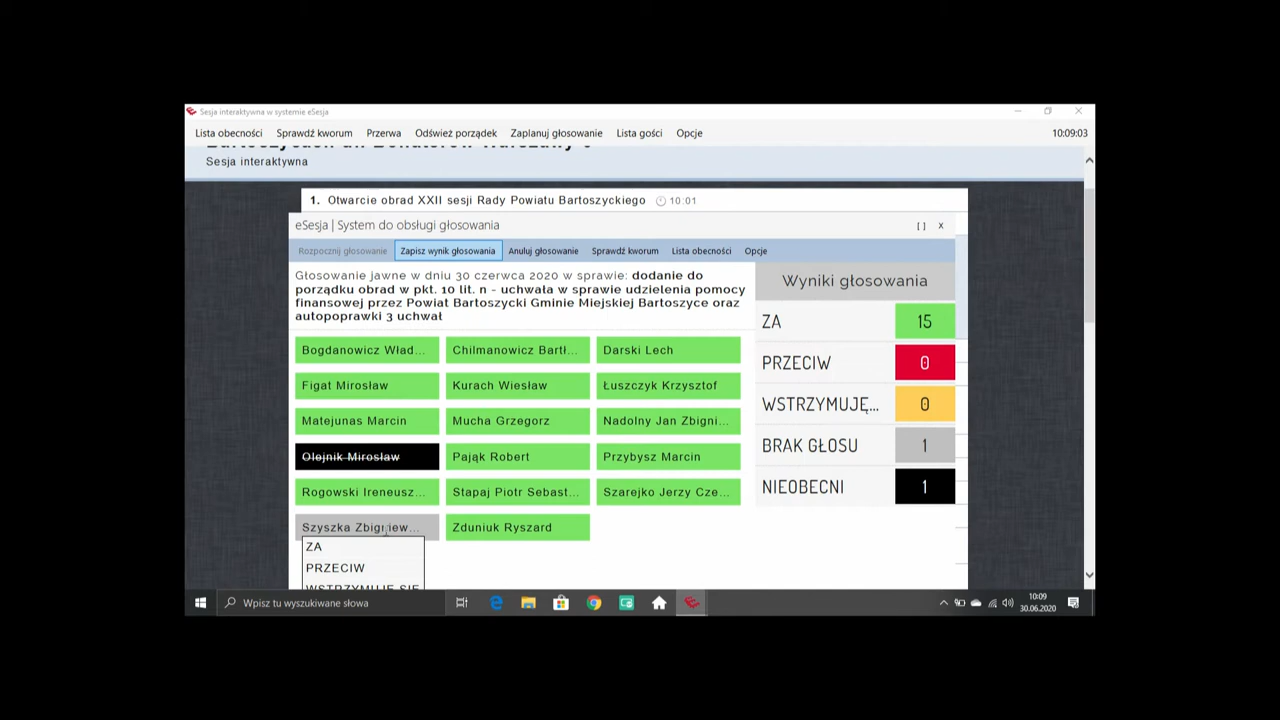 Sesja interaktywna w systemie eSesja
Lista obecności Sprawdź kworum Przerwa Odśwież porządek Zaplanuj głosowanie Lista gości Opcje 10:09:03
Sesja interaktywna
1. Otwarcie obrad XXII sesji Rady Powiatu Bartoszyckiego 10:01
eSesja | System do obsługi głosowania [ ] x
Rozpocznij głosowanie Zapisz wynik głosowania Anuluj głosowanie Sprawdź kworum Lista obecności Opcje
Głosowanie jawne w dniu 30 czerwca 2020 w sprawie: dodanie do
porządku obrad w pkt. 10 lit. n - uchwała w sprawie udzielenia pomocy
finansowej przez Powiat Bartoszycki Gminie Miejskiej Bartoszyce oraz
autopoprawki 3 uchwał
Bogdanowicz Wład... Chilmanowicz Bartł... Darski Lech
Figat Mirosław Kurach Wiesław Łuszczyk Krzysztof
Matejunas Marcin Mucha Grzegorz Nadolny Jan Zbigni...
Olejnik Mirosław Pająk Robert Przybysz Marcin
Rogowski Ireneusz... Stapaj Piotr Sebast... Szarejko Jerzy Cze...
Szyszka Zbigniew... Zduniuk Ryszard
ZA
PRZECIW
WSTRZYMUJĘ SIĘ
Wyniki głosowania
ZA 15
PRZECIW 0
WSTRZYMUJĘ... 0
BRAK GŁOSU 1
NIEOBECNI 1
Wpisz tu wyszukiwane słowa
10:09
30.06.2020